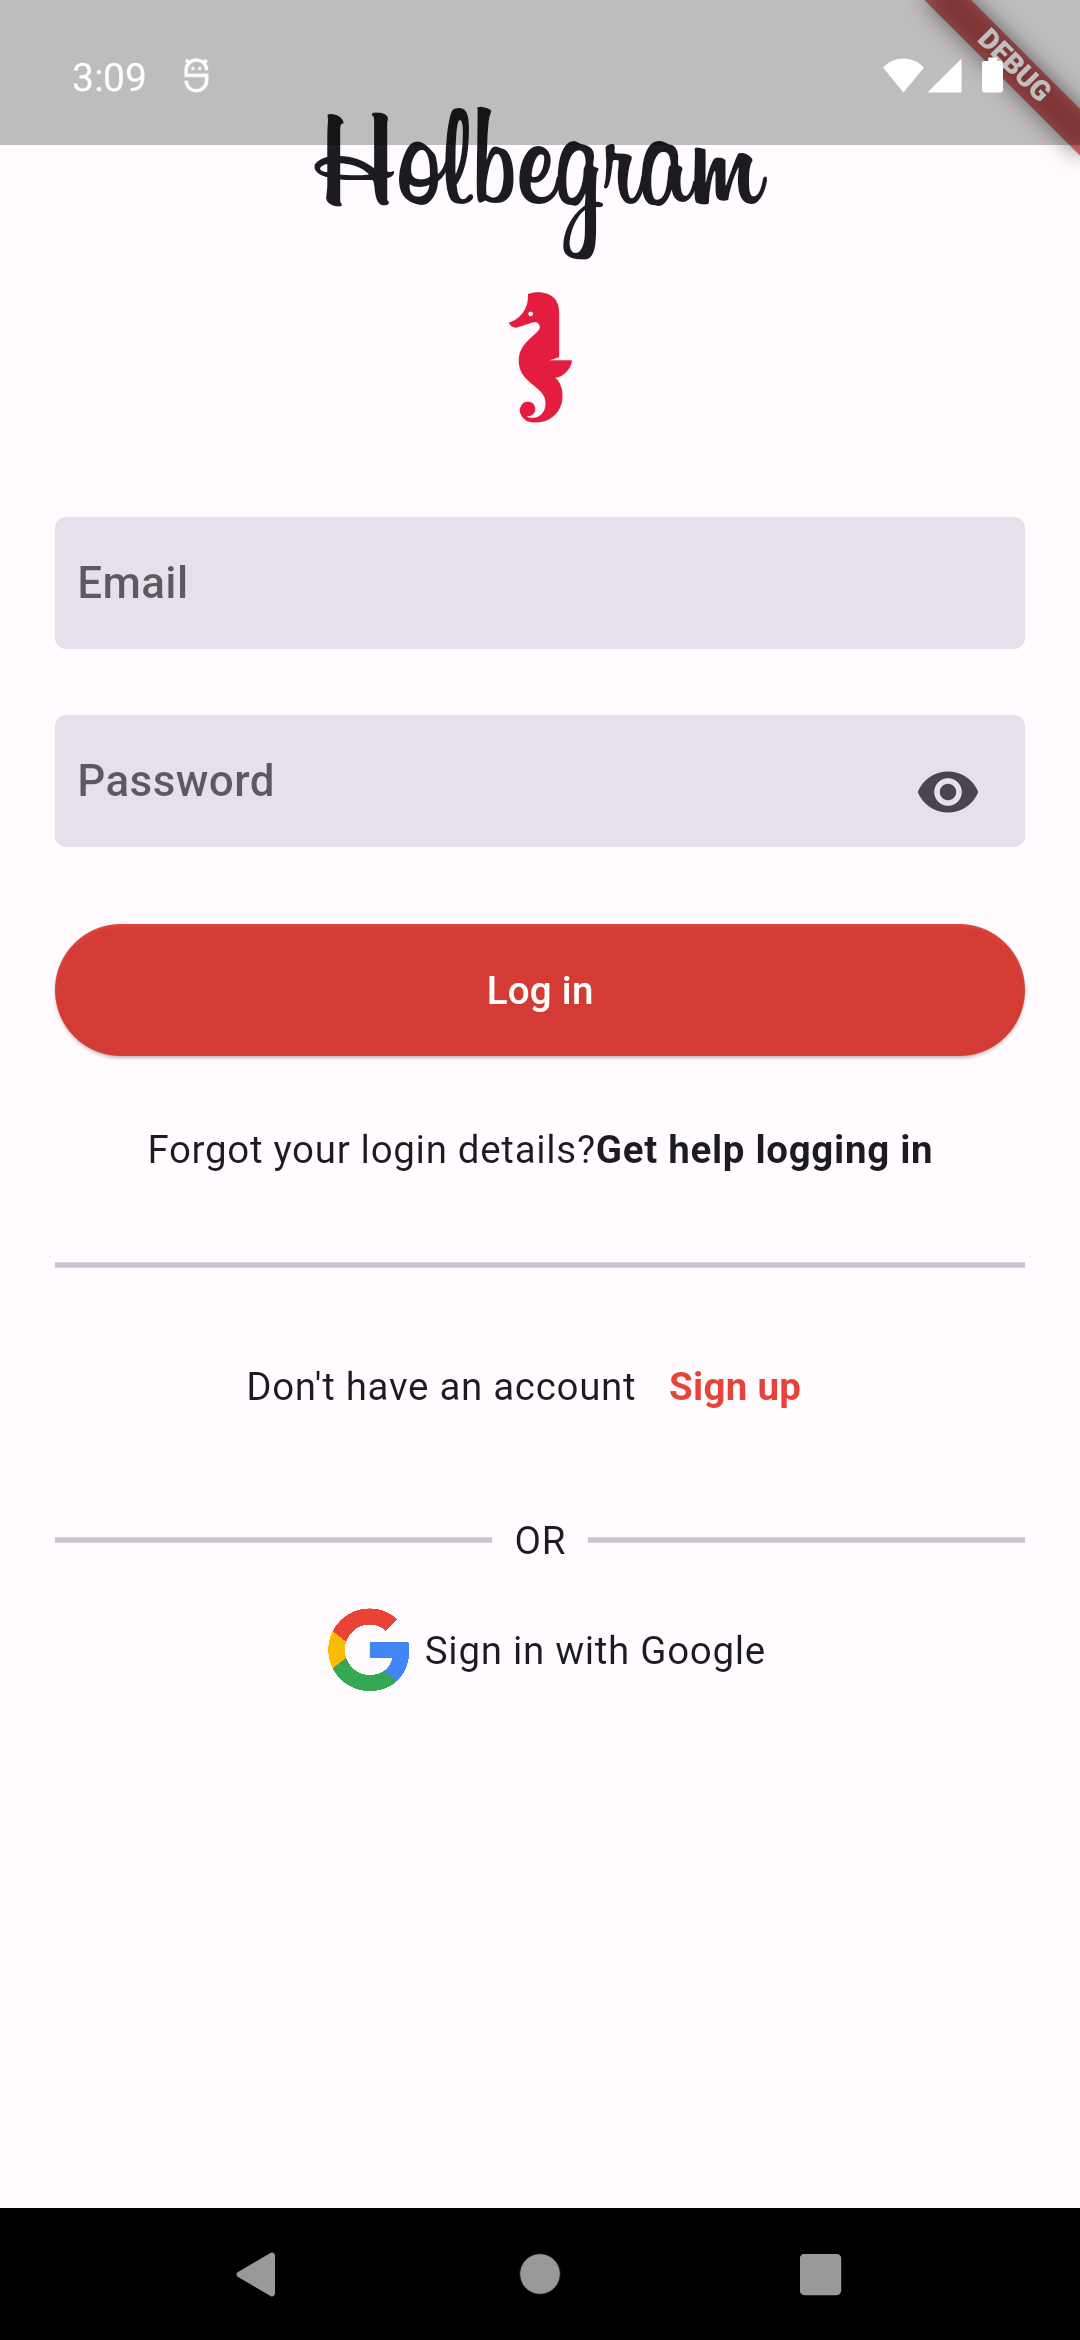 3:09
DEBUG
Holbegram
Email
Password
Log in
Forgot your login details?Get help logging in
Don't have an account Sign up
OR
Sign in with Google